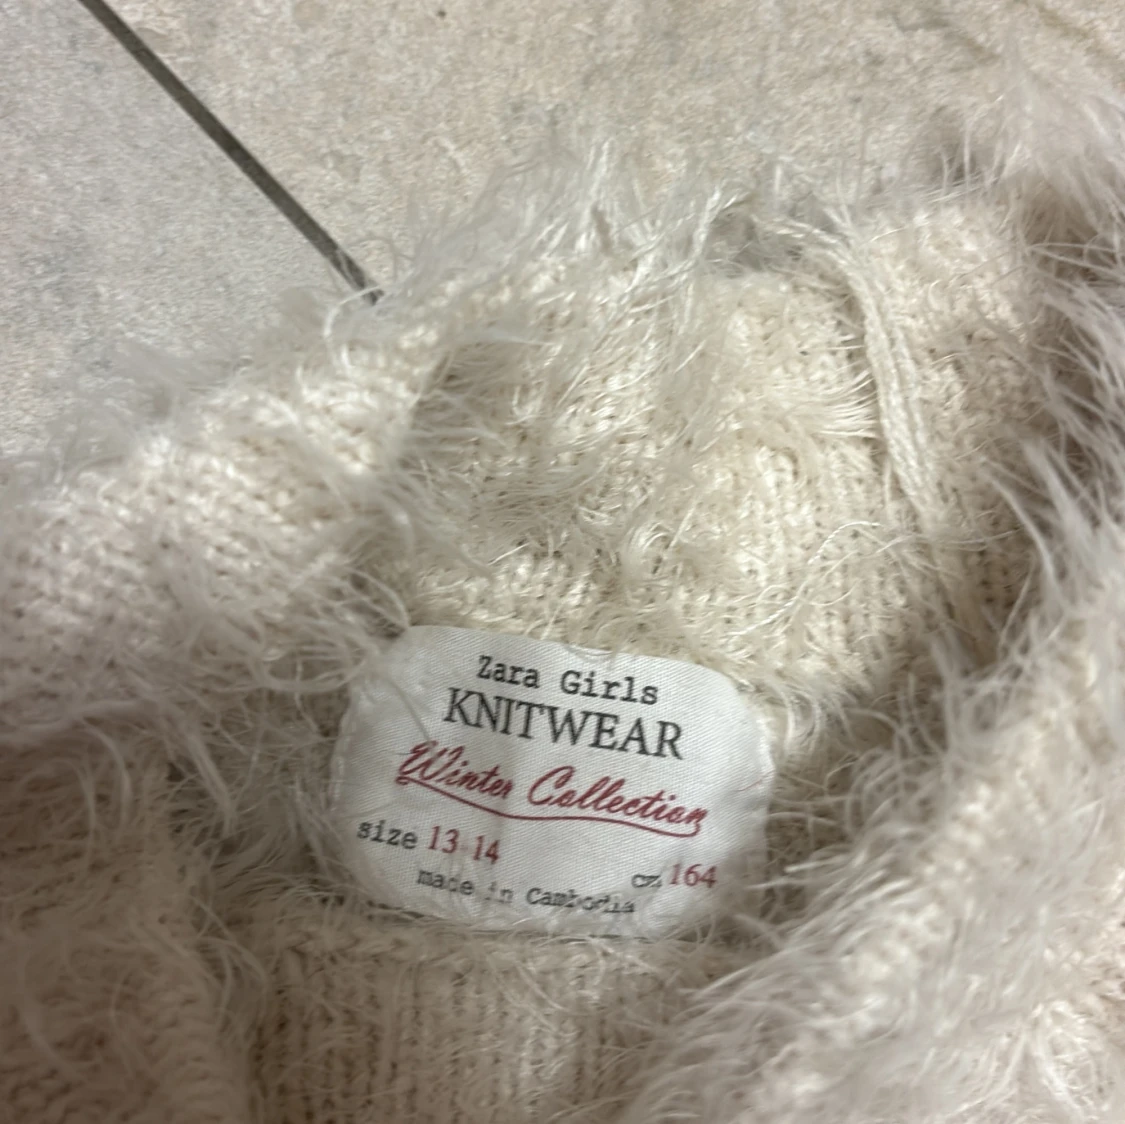 Zara Girls
KNITWEAR
Winter Collection
size 13 14
cm 164
made in Cambodia